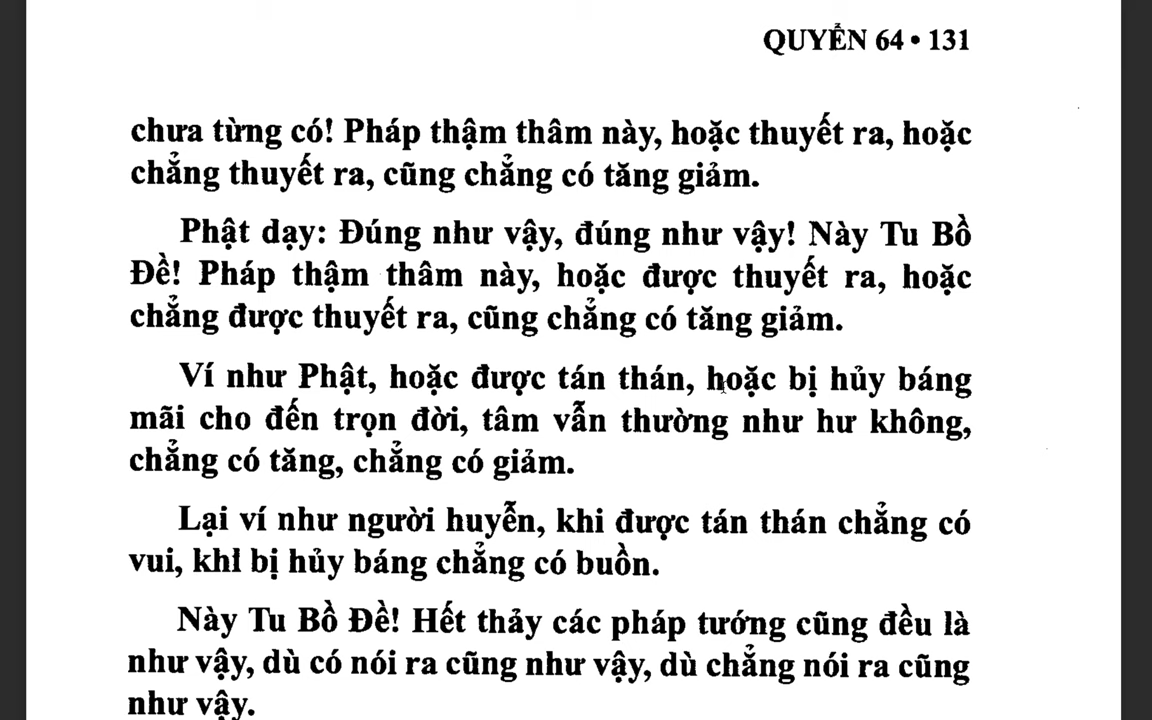 QUYỂN 64 • 131
chưa từng có! Pháp thậm thâm này, hoặc thuyết ra, hoặc
chẳng thuyết ra, cũng chẳng có tăng giảm.
Phật dạy: Đúng như vậy, đúng như vậy! Này Tu Bồ
Đề! Pháp thậm thâm này, hoặc được thuyết ra, hoặc
chẳng được thuyết ra, cũng chẳng có tăng giảm.
Ví như Phật, hoặc được tán thán, hoặc bị hủy báng
mãi cho đến trọn đời, tâm vẫn thường như hư không,
chẳng có tăng, chẳng có giảm.
Lại ví như người huyễn, khi được tán thán chẳng có
vui, khi bị hủy báng chẳng có buồn.
Này Tu Bồ Đề! Hết thảy các pháp tướng cũng đều là
như vậy, dù có nói ra cũng như vậy, dù chẳng nói ra cũng
như vậy.